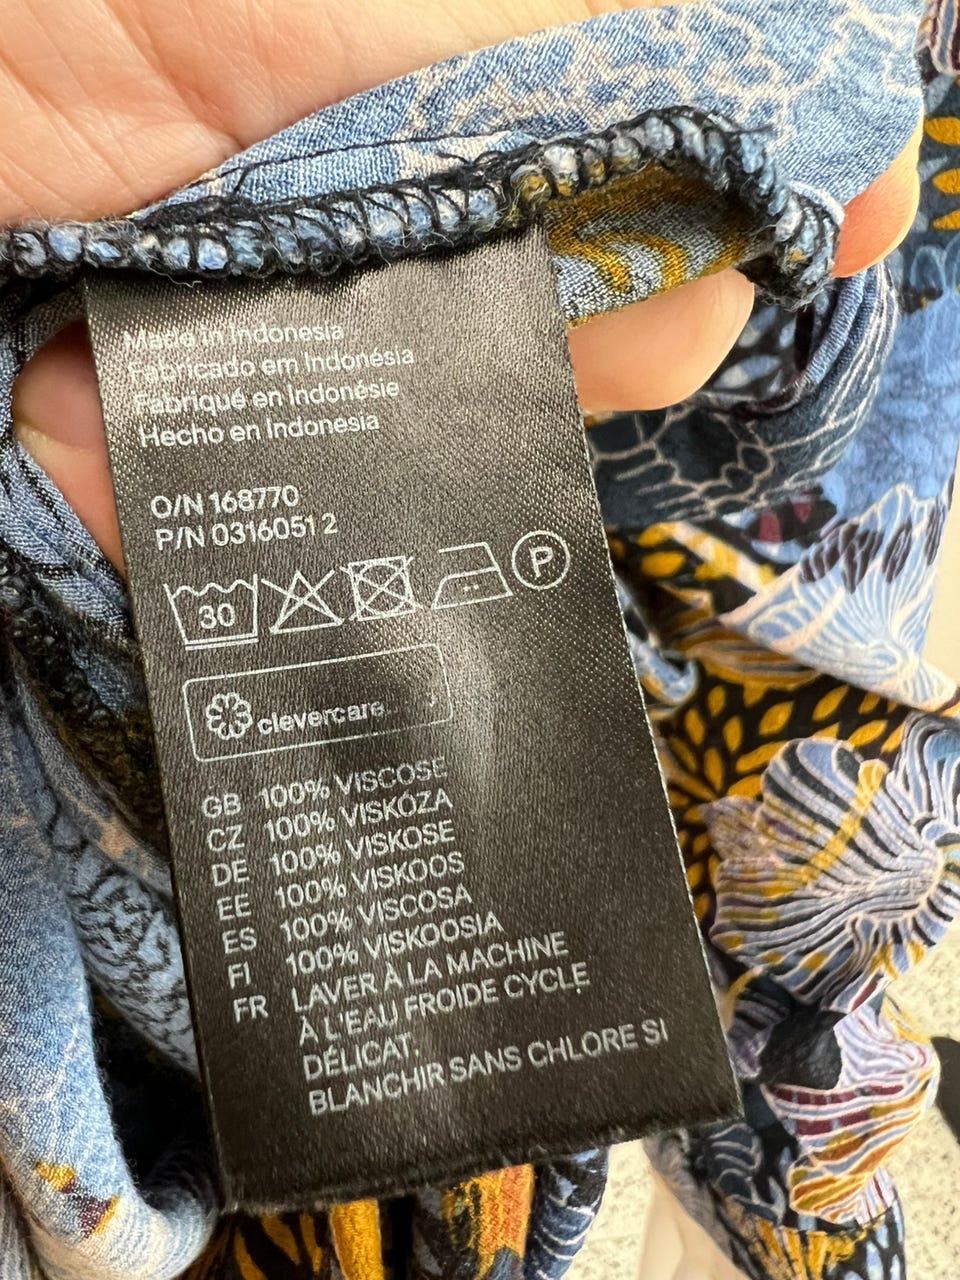 Made in Indonesia
Fabricado em Indonésia
Fabriqué en Indonésie
Hecho en Indonesia
O/N 168770
P/N 0316051 2
30 P
clevercare
GB 100% VISCOSE
CZ 100% VISKÓZA
DE 100% VISKOSE
EE 100% VISKOOS
ES 100% VISCOSA
FI 100% VISKOOSIA
FR LAVER À LA MACHINE
À L'EAU FROIDE CYCLE
DÉLICAT.
BLANCHIR SANS CHLORE SI